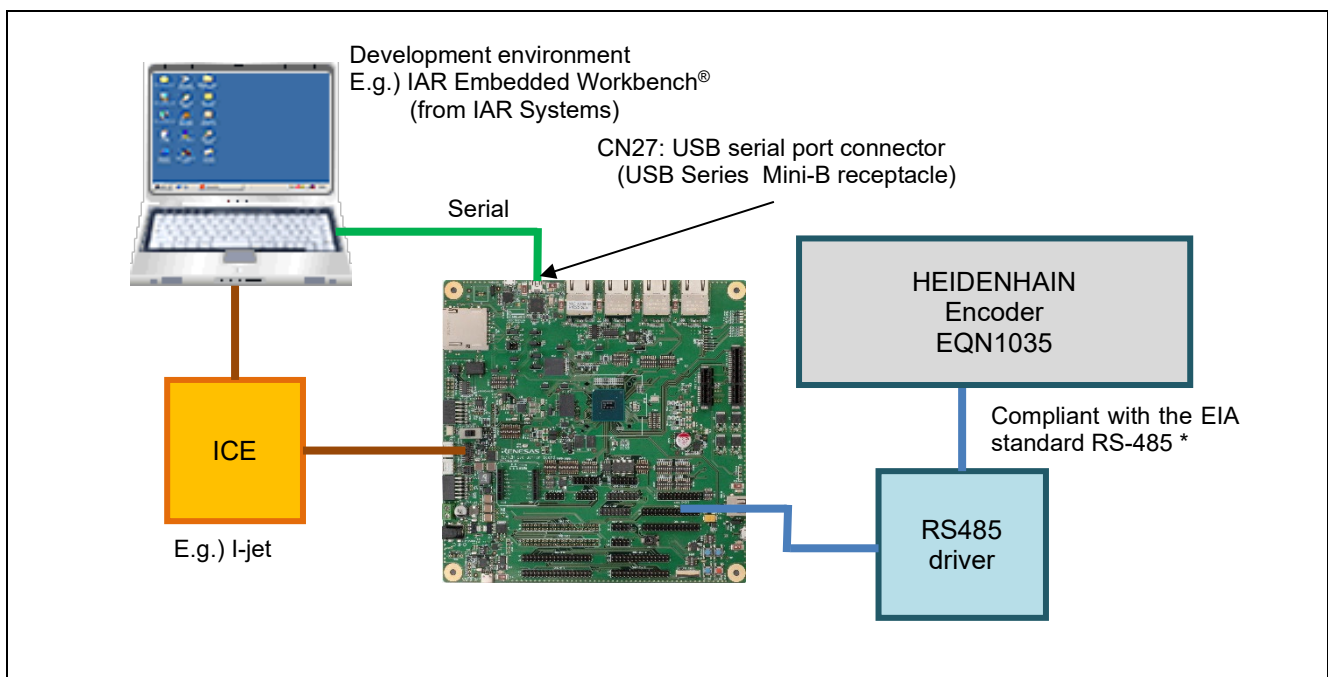 Development environment
E.g.) IAR Embedded Workbench®
(from IAR Systems)
CN27: USB serial port connector
(USB Series Mini-B receptacle)
Serial
HEIDENHAIN
Encoder
EQN1035
Compliant with the EIA
standard RS-485 *
ICE
RENESAS
RS485
driver
E.g.) I-jet